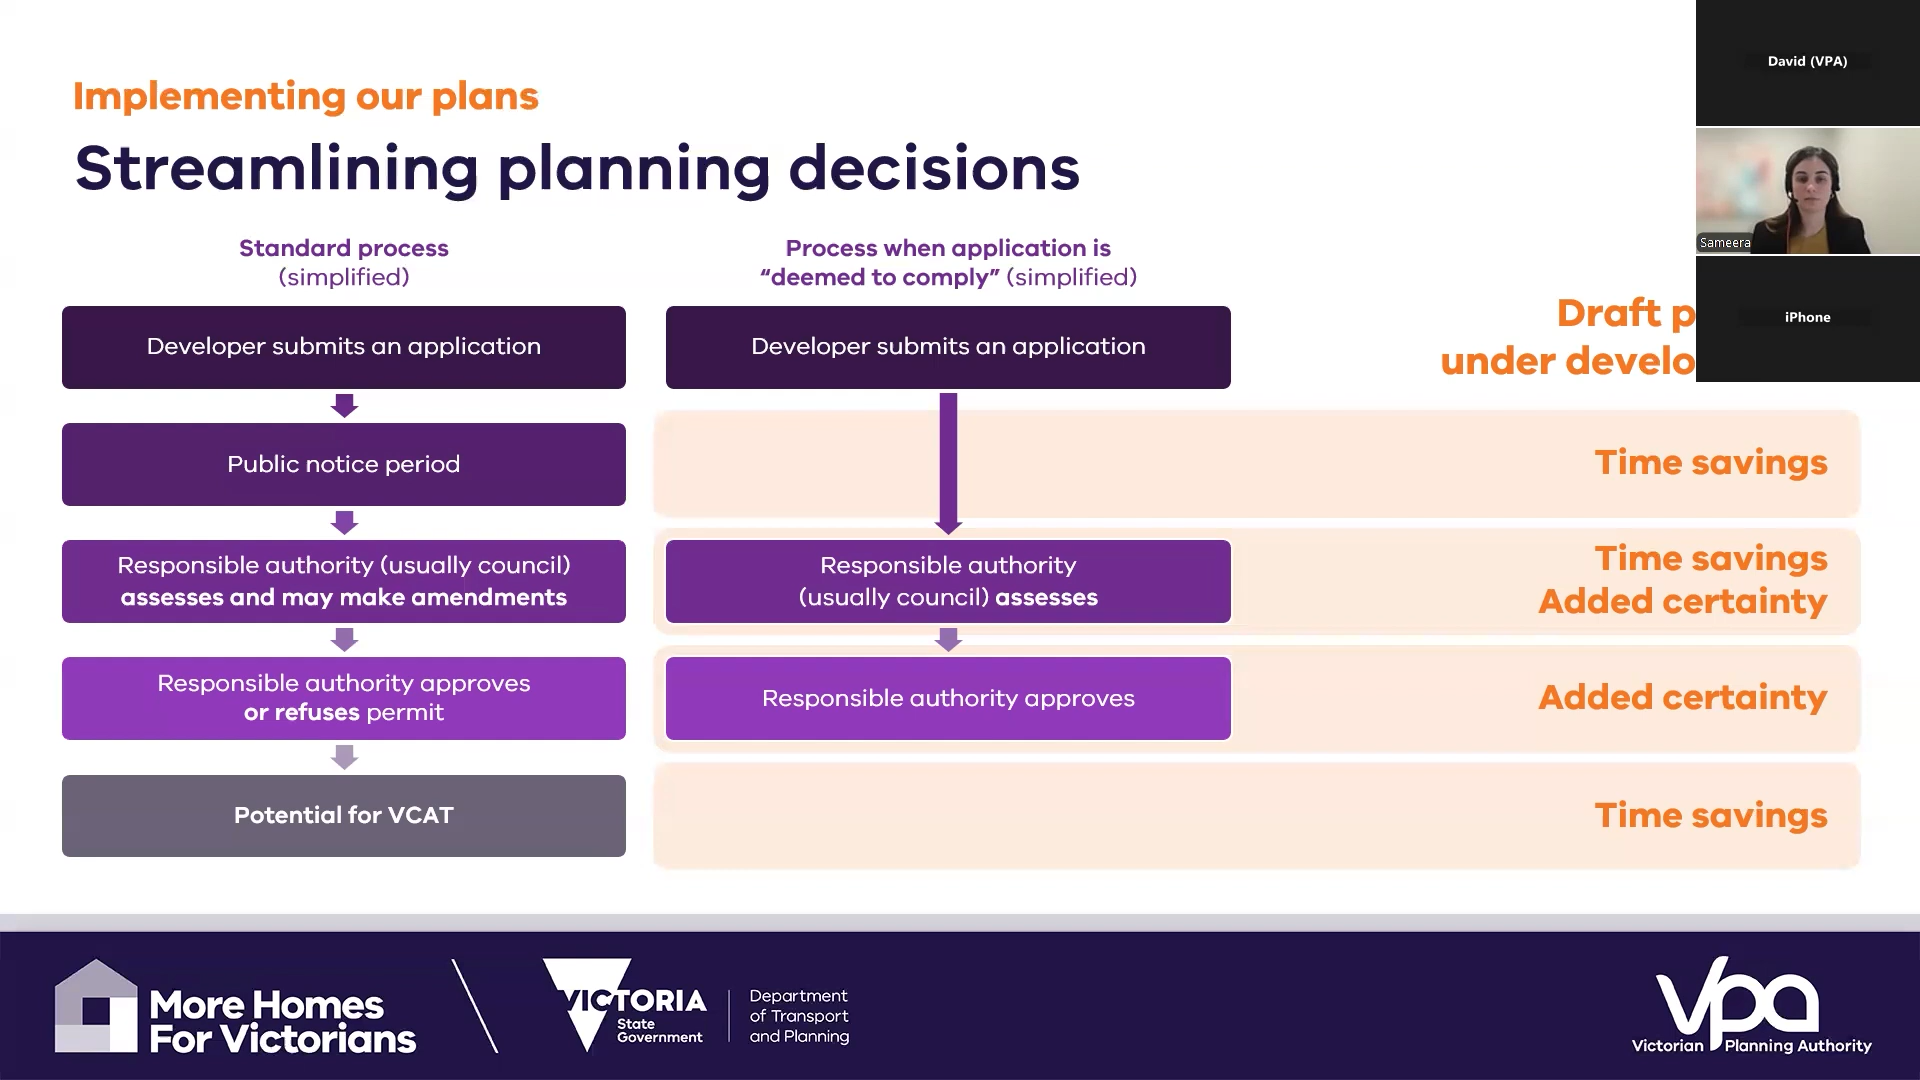 Implementing our plans
Streamlining planning decisions
Standard process
(simplified)
Developer submits an application
Public notice period
Responsible authority (usually council)
assesses and may make amendments
Responsible authority approves
or refuses permit
Potential for VCAT
Process when application is
“deemed to comply” (simplified)
Developer submits an application
Responsible authority
(usually council) assesses
Responsible authority approves
Draft p
under develo
Time savings
Time savings
Added certainty
Added certainty
Time savings
David (VPA)
Sameera
iPhone
More Homes
For Victorians
VICTORIA
State
Government
Department
of Transport
and Planning
vpa
Victorian Planning Authority